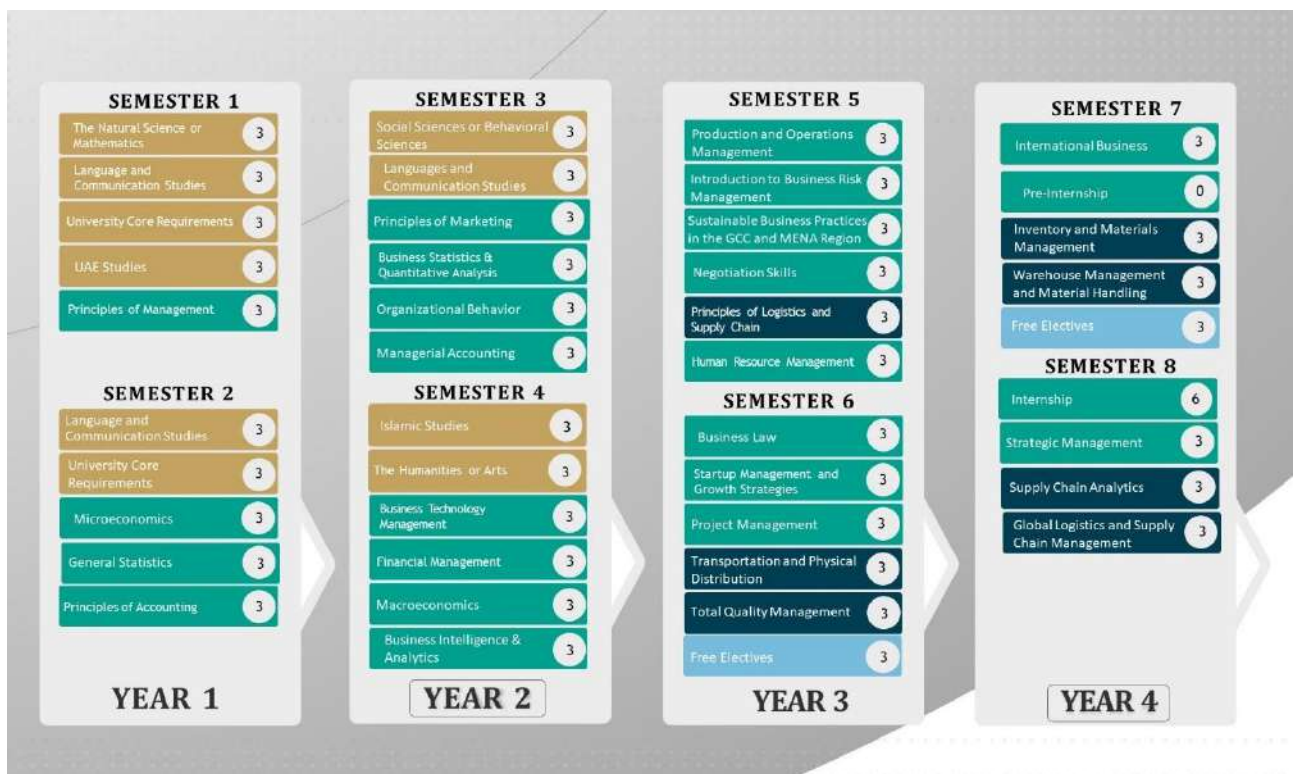 SEMESTER 1
The Natural Science or
Mathematics
3
Language and
Communication Studies
3
University Core Requirements
3
UAE Studies
3
Principles of Management
3
SEMESTER 2
Language and
Communication Studies
3
University Core
Requirements
3
Microeconomics
3
General Statistics
3
Principles of Accounting
3
YEAR 1
SEMESTER 3
Social Sciences or Behavioral
Sciences
3
Languages and
Communication Studies
3
Principles of Marketing
3
Business Statistics &
Quantitative Analysis
3
Organizational Behavior
3
Managerial Accounting
3
SEMESTER 4
Islamic Studies
3
The Humanities or Arts
3
Business Technology
Management
3
Financial Management
3
Macroeconomics
3
Business Intelligence &
Analytics
3
YEAR 2
SEMESTER 5
Production and Operations
Management
3
Introduction to Business Risk
Management
3
Sustainable Business Practices
in the GCC and MENA Region
3
Negotiation Skills
3
Principles of Logistics and
Supply Chain
3
Human Resource Management
3
SEMESTER 6
Business Law
3
Startup Management and
Growth Strategies
3
Project Management
3
Transportation and Physical
Distribution
3
Total Quality Management
3
Free Electives
3
YEAR 3
SEMESTER 7
International Business
3
Pre-Internship
0
Inventory and Materials
Management
3
Warehouse Management
and Material Handling
3
Free Electives
3
SEMESTER 8
Internship
6
Strategic Management
3
Supply Chain Analytics
3
Global Logistics and Supply
Chain Management
3
YEAR 4